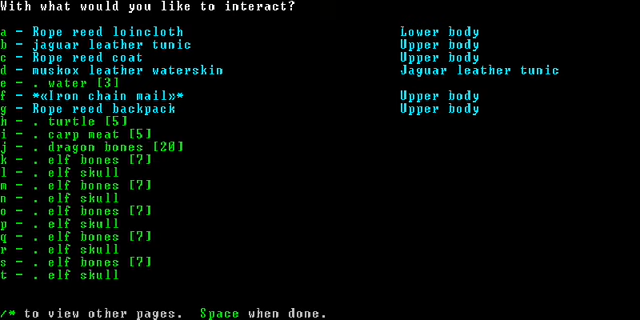 With what would you like to interact?
a - Rope reed loincloth Lower body
b - jaguar leather tunic Upper body
c - Rope reed coat Upper body
d - muskox leather waterskin Jaguar leather tunic
e - . water [3]
f - *«Iron chain mail»* Upper body
g - Rope reed backpack Upper body
h - . turtle [5]
i - . carp meat [5]
j - . dragon bones [20]
k - . elf bones [7]
l - . elf skull
m - . elf bones [7]
n - . elf skull
o - . elf bones [7]
p - . elf skull
q - . elf bones [7]
r - . elf skull
s - . elf bones [7]
t - . elf skull
/* to view other pages. Space when done.